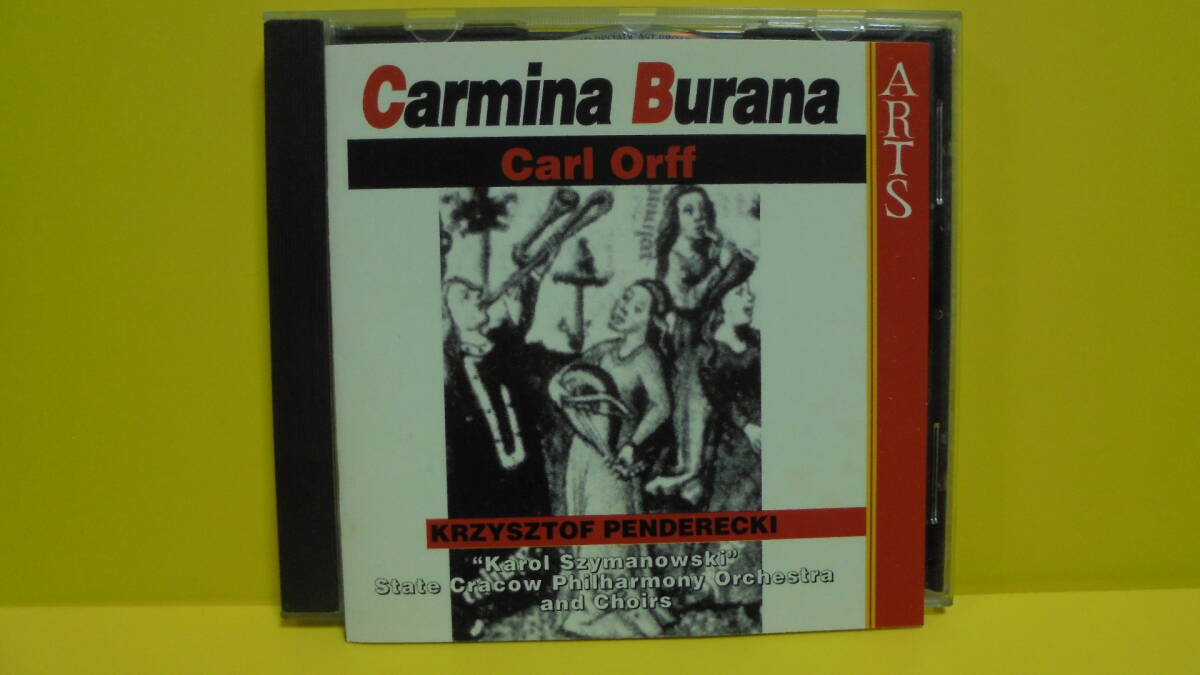 Carmina Burana
Carl Orff
ARTS
KRZYSZTOF PENDERECKI
"Karol Szymanowski"
State Cracow Philharmony Orchestra
and Choirs